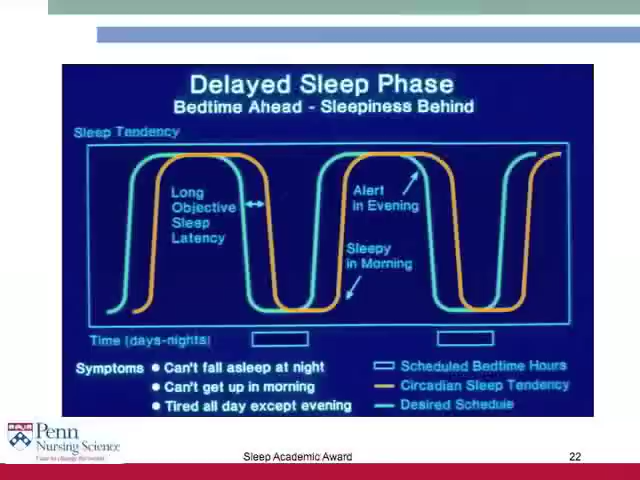 Delayed Sleep Phase
Bedtime Ahead - Sleepiness Behind
Sleep Tendency
Long
Objective
Sleep
Latency
Alert
in Evening
Sleepy
in Morning
Time (days-nights)
Symptoms ● Can't fall asleep at night
● Can't get up in morning
● Tired all day except evening
Scheduled Bedtime Hours
Circadian Sleep Tendency
Desired Schedule
Penn
Nursing Science
Sleep Academic Award
22